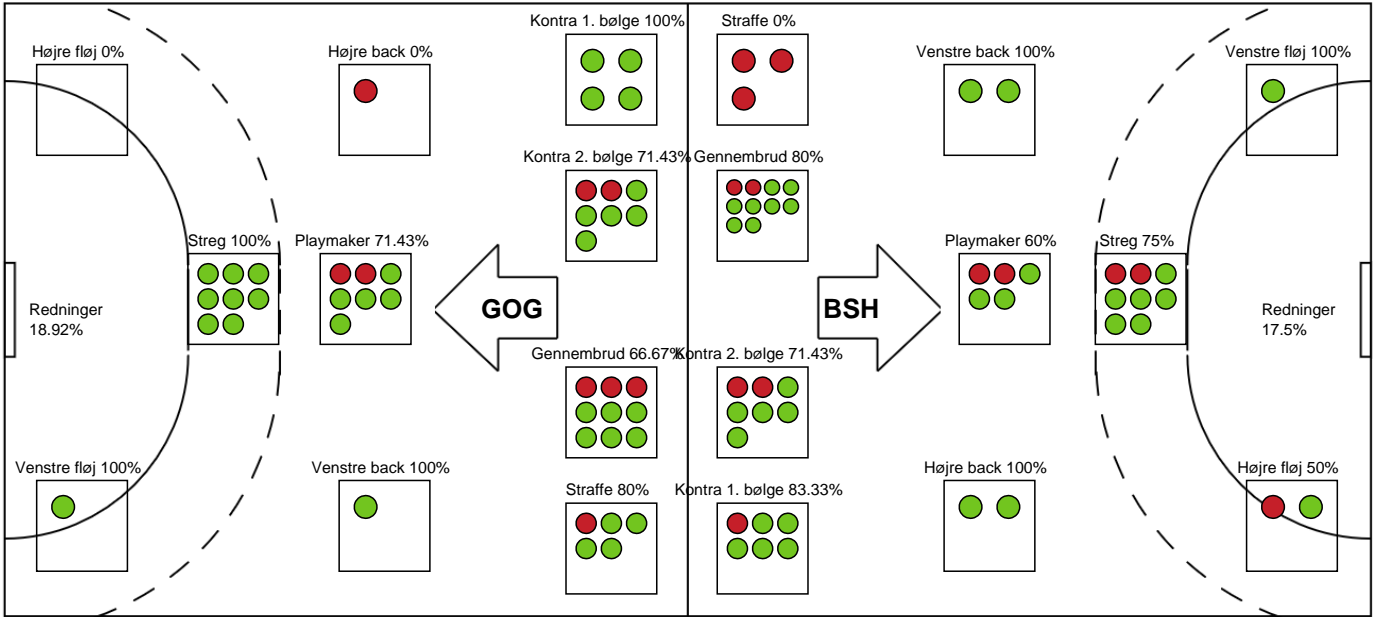 Kontra 1. bølge 100%
Straffe 0%
Højre fløj 0%
Højre back 0%
Venstre back 100%
Venstre fløj 100%
Kontra 2. bølge 71.43%
Gennembrud 80%
Streg 100%
Playmaker 71.43%
Playmaker 60%
Streg 75%
Redninger
18.92%
GOG
BSH
Redninger
17.5%
Gennembrud 66.67%
Kontra 2. bølge 71.43%
Venstre fløj 100%
Venstre back 100%
Straffe 80%
Kontra 1. bølge 83.33%
Højre back 100%
Højre fløj 50%